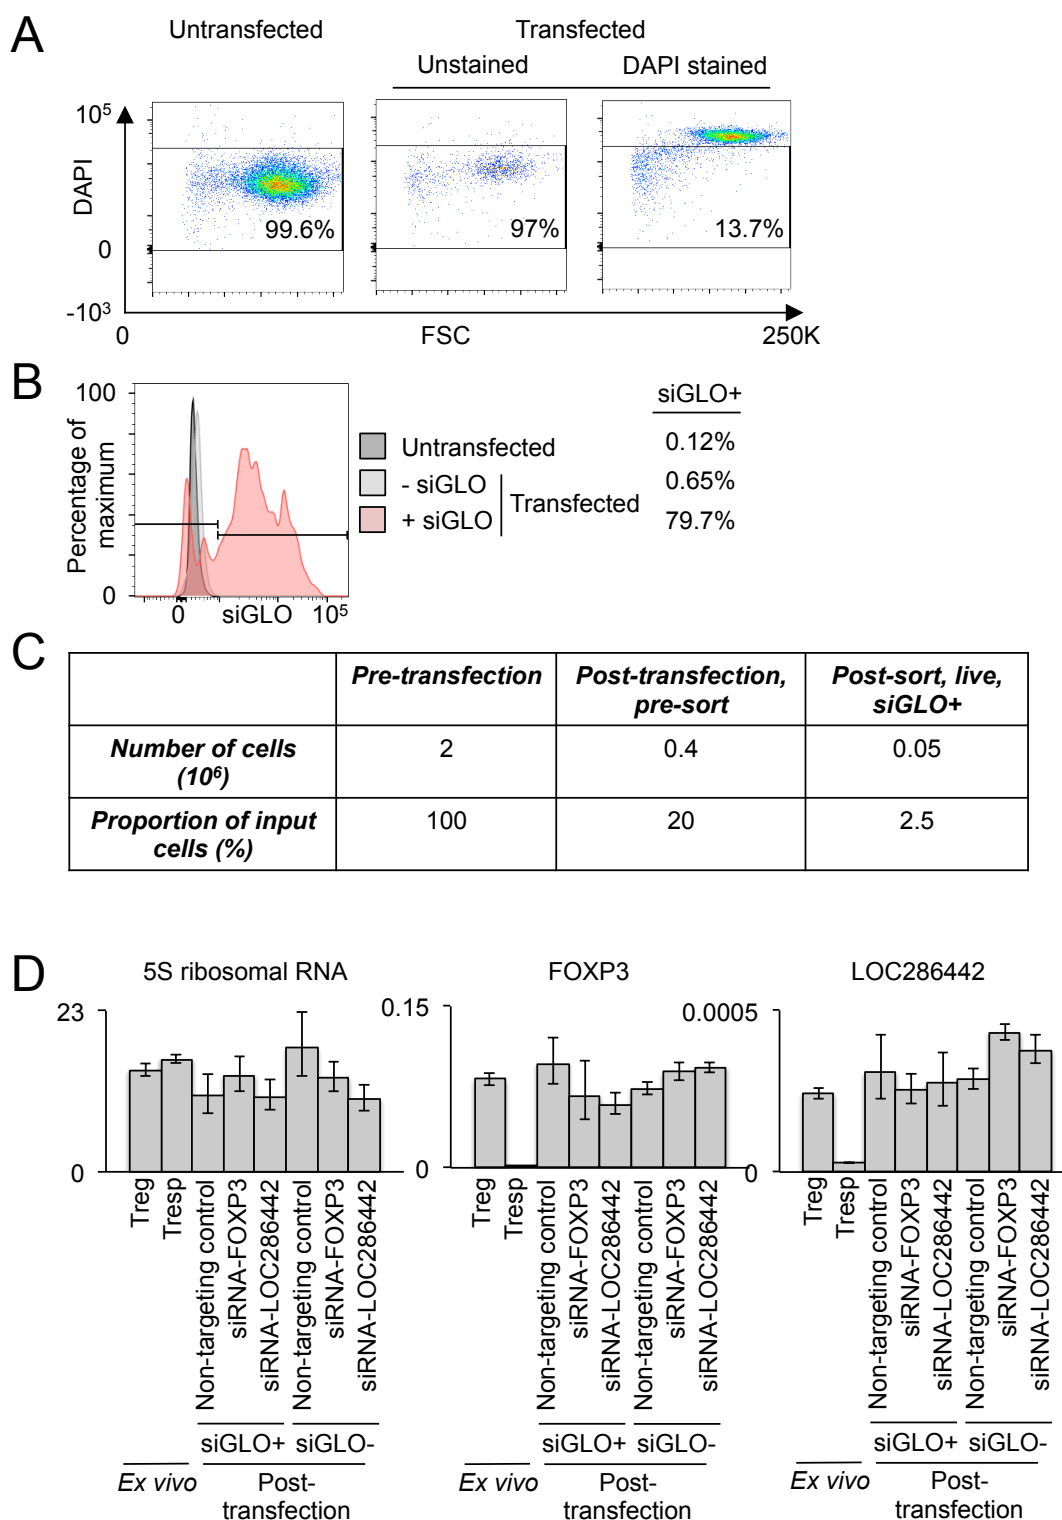 A
Untransfected
Transfected
Unstained
DAPI stained
10⁵
DAPI
0
-10³
99.6%
97%
13.7%
0
FSC
250K
B
100
Percentage of
maximum
0
0
siGLO
10⁵
Untransfected
- siGLO
+ siGLO
Transfected
siGLO+
0.12%
0.65%
79.7%
C
Pre-transfection
Post-transfection,
pre-sort
Post-sort, live,
siGLO+
Number of cells
(10⁶)
2
0.4
0.05
Proportion of input
cells (%)
100
20
2.5
D
5S ribosomal RNA
23
0
Treg
Tresp
Non-targeting control
siRNA-FOXP3
siRNA-LOC286442
Non-targeting control
siRNA-FOXP3
siRNA-LOC286442
siGLO+
siGLO-
Ex vivo
Post-
transfection
FOXP3
0.15
0
Treg
Tresp
Non-targeting control
siRNA-FOXP3
siRNA-LOC286442
Non-targeting control
siRNA-FOXP3
siRNA-LOC286442
siGLO+
siGLO-
Ex vivo
Post-
transfection
LOC286442
0.0005
0
Treg
Tresp
Non-targeting control
siRNA-FOXP3
siRNA-LOC286442
Non-targeting control
siRNA-FOXP3
siRNA-LOC286442
siGLO+
siGLO-
Ex vivo
Post-
transfection